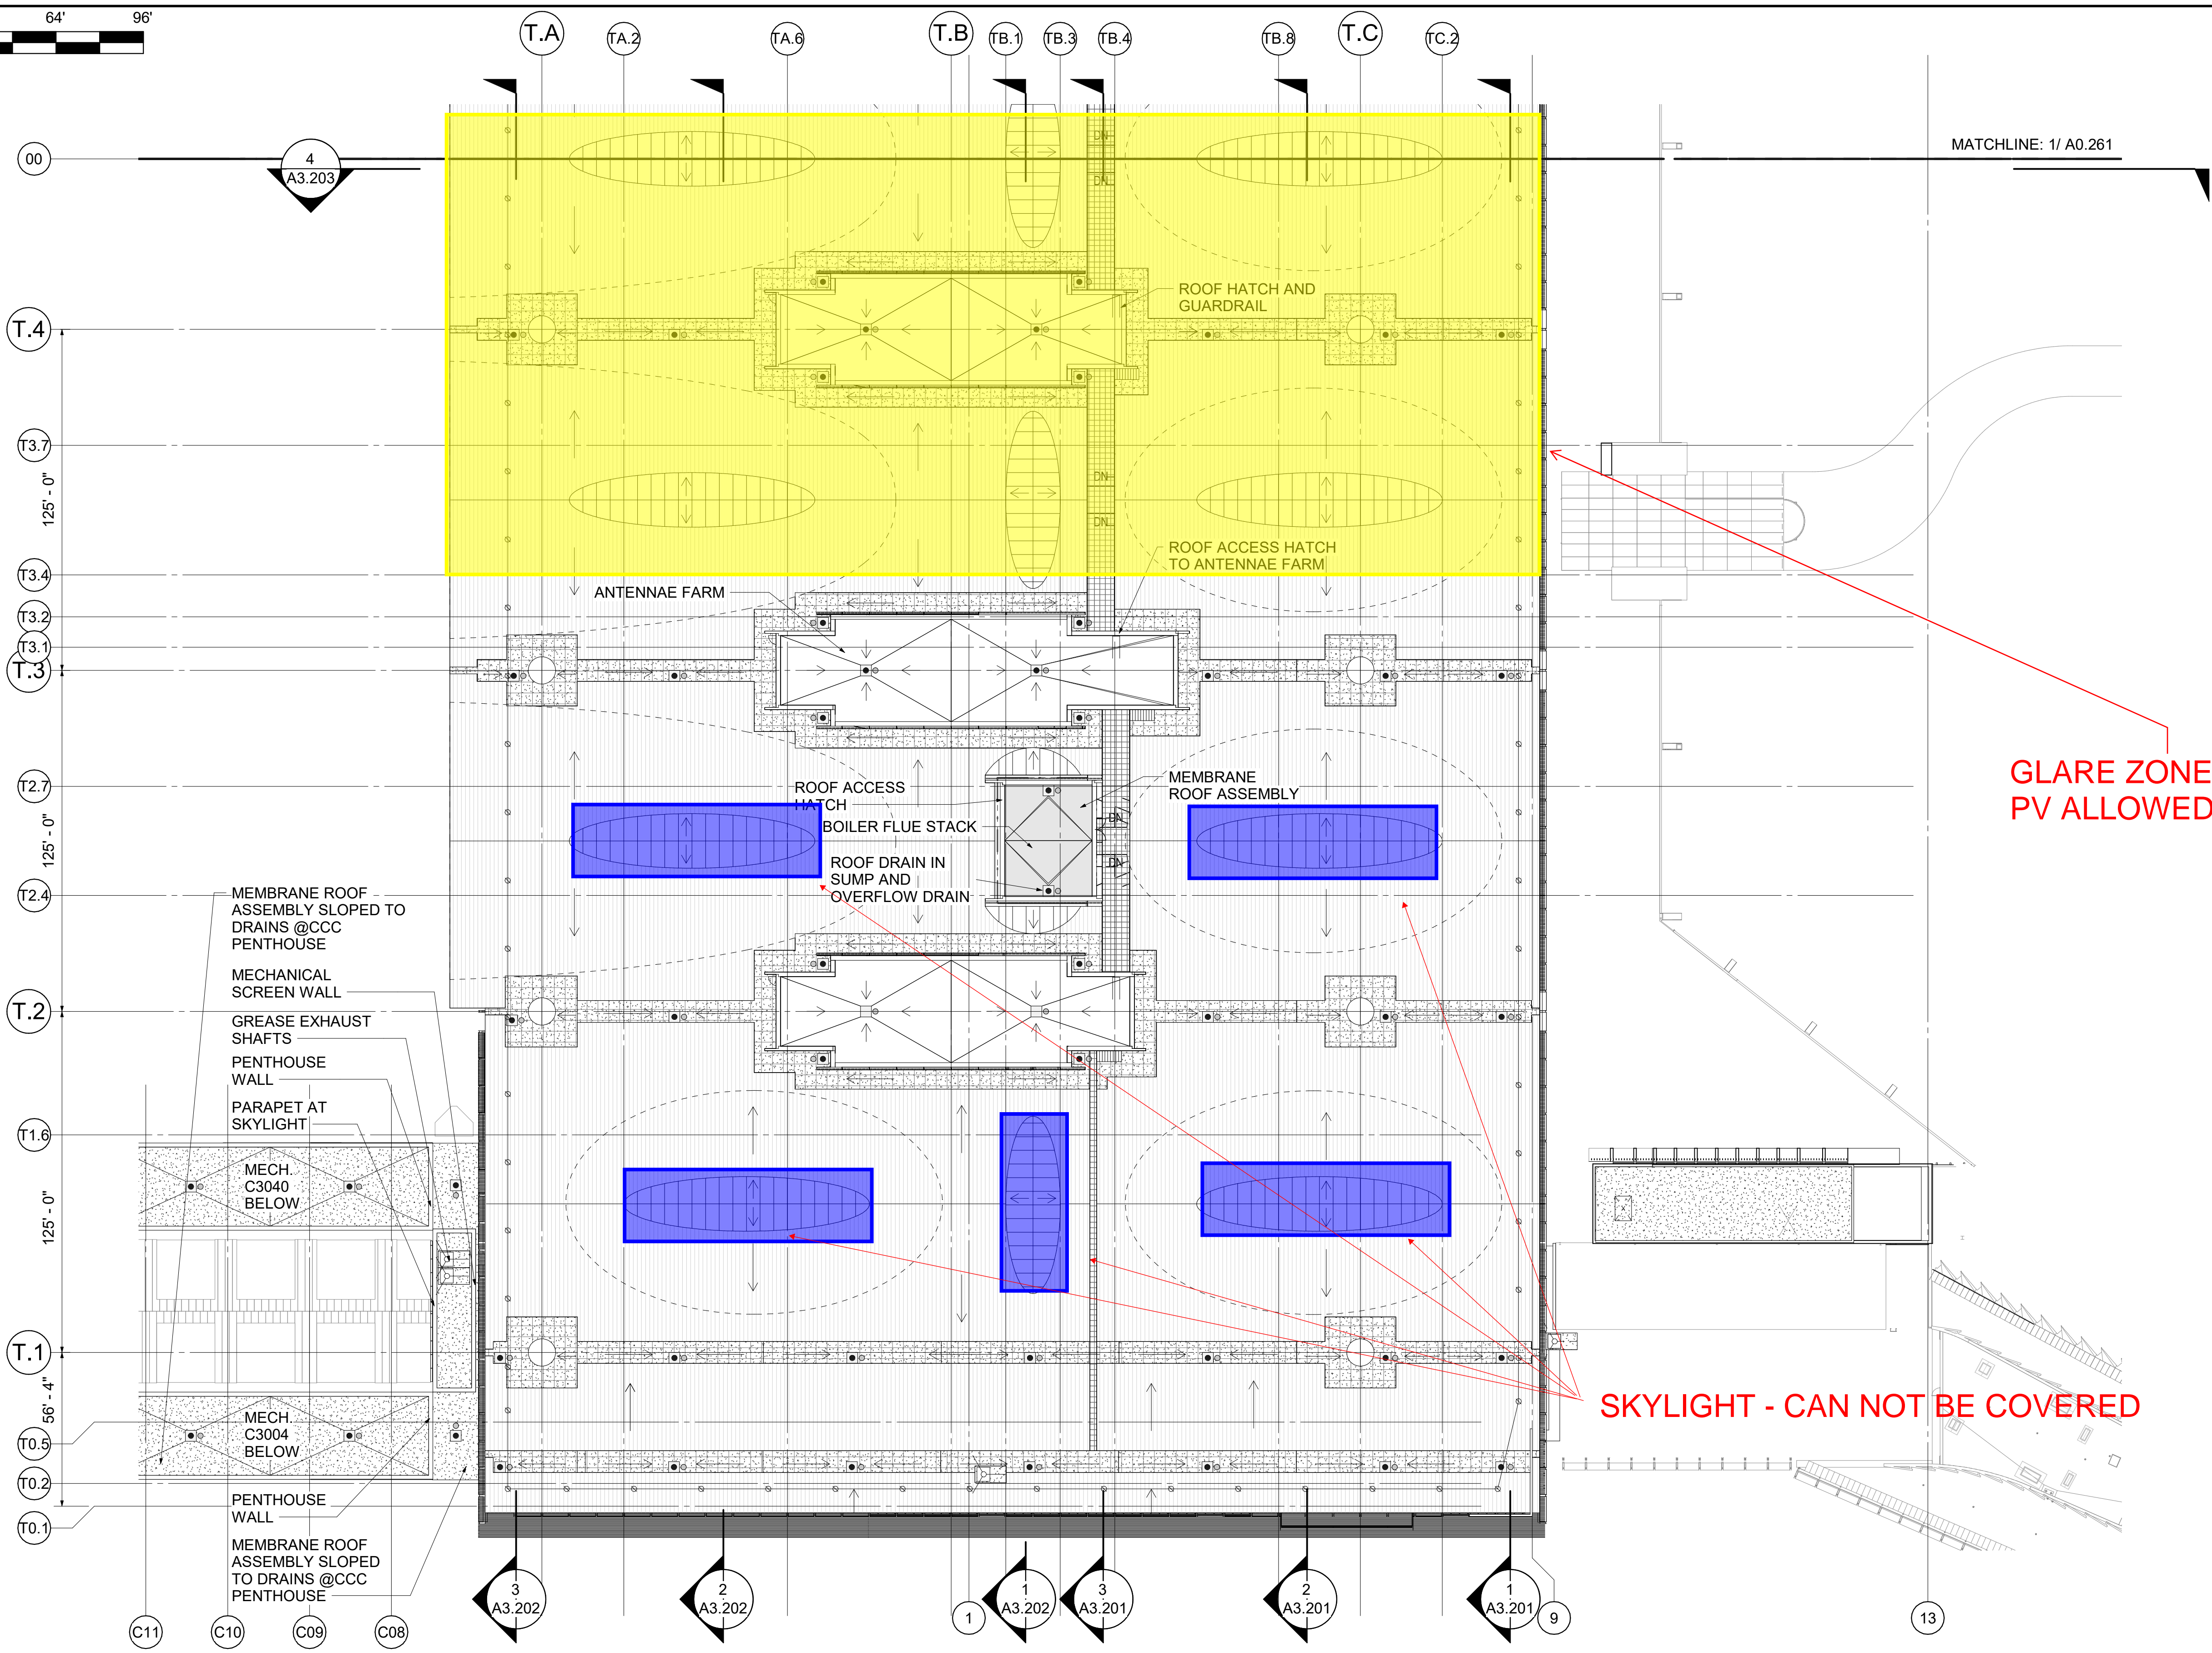 64' 96'
T.A
TA.2
TA.6
T.B
TB.1
TB.3
TB.4
TB.8
T.C
TC.2
00
4
A3.203
MATCHLINE: 1/ A0.261
DN
DN
ROOF HATCH AND
GUARDRAIL
T.4
T3.7
125' - 0"
DN
DN
T3.4
ROOF ACCESS HATCH
TO ANTENNAE FARM
ANTENNAE FARM
T3.2
T3.1
T.3
GLARE ZONE
PV ALLOWED
T2.7
125' - 0"
ROOF ACCESS
HATCH
MEMBRANE
ROOF ASSEMBLY
BOILER FLUE STACK
DN
DN
ROOF DRAIN IN
SUMP AND
OVERFLOW DRAIN
T2.4
MEMBRANE ROOF
ASSEMBLY SLOPED TO
DRAINS @CCC
PENTHOUSE
MECHANICAL
SCREEN WALL
T.2
GREASE EXHAUST
SHAFTS
PENTHOUSE
WALL
PARAPET AT
SKYLIGHT
T1.6
MECH.
C3040
BELOW
125' - 0"
T.1
56' - 4"
SKYLIGHT - CAN NOT BE COVERED
MECH.
C3004
BELOW
T0.5
T0.2
T0.1
PENTHOUSE
WALL
MEMBRANE ROOF
ASSEMBLY SLOPED
TO DRAINS @CCC
PENTHOUSE
3
A3.202
2
A3.202
1
A3.202
3
A3.201
2
A3.201
1
A3.201
C11
C10
C09
C08
1
9
13